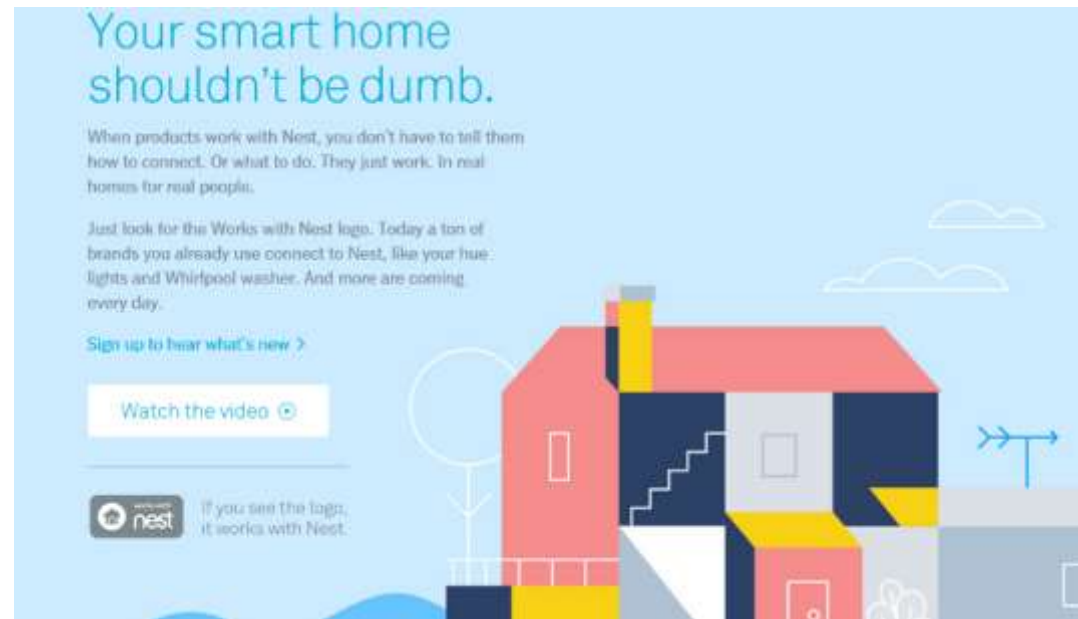 Your smart home
shouldn't be dumb.
When products work with Nest, you don't have to tell them
how to connect. Or what to do. They just work. In real
homes for real people.
Just look for the Works with Nest logo. Today a ton of
brands you already use connect to Nest, like your hue
lights and Whirlpool washer. And more are coming
every day.
Sign up to hear what's new >
Watch the video
nest
If you see the logo,
it works with Nest.